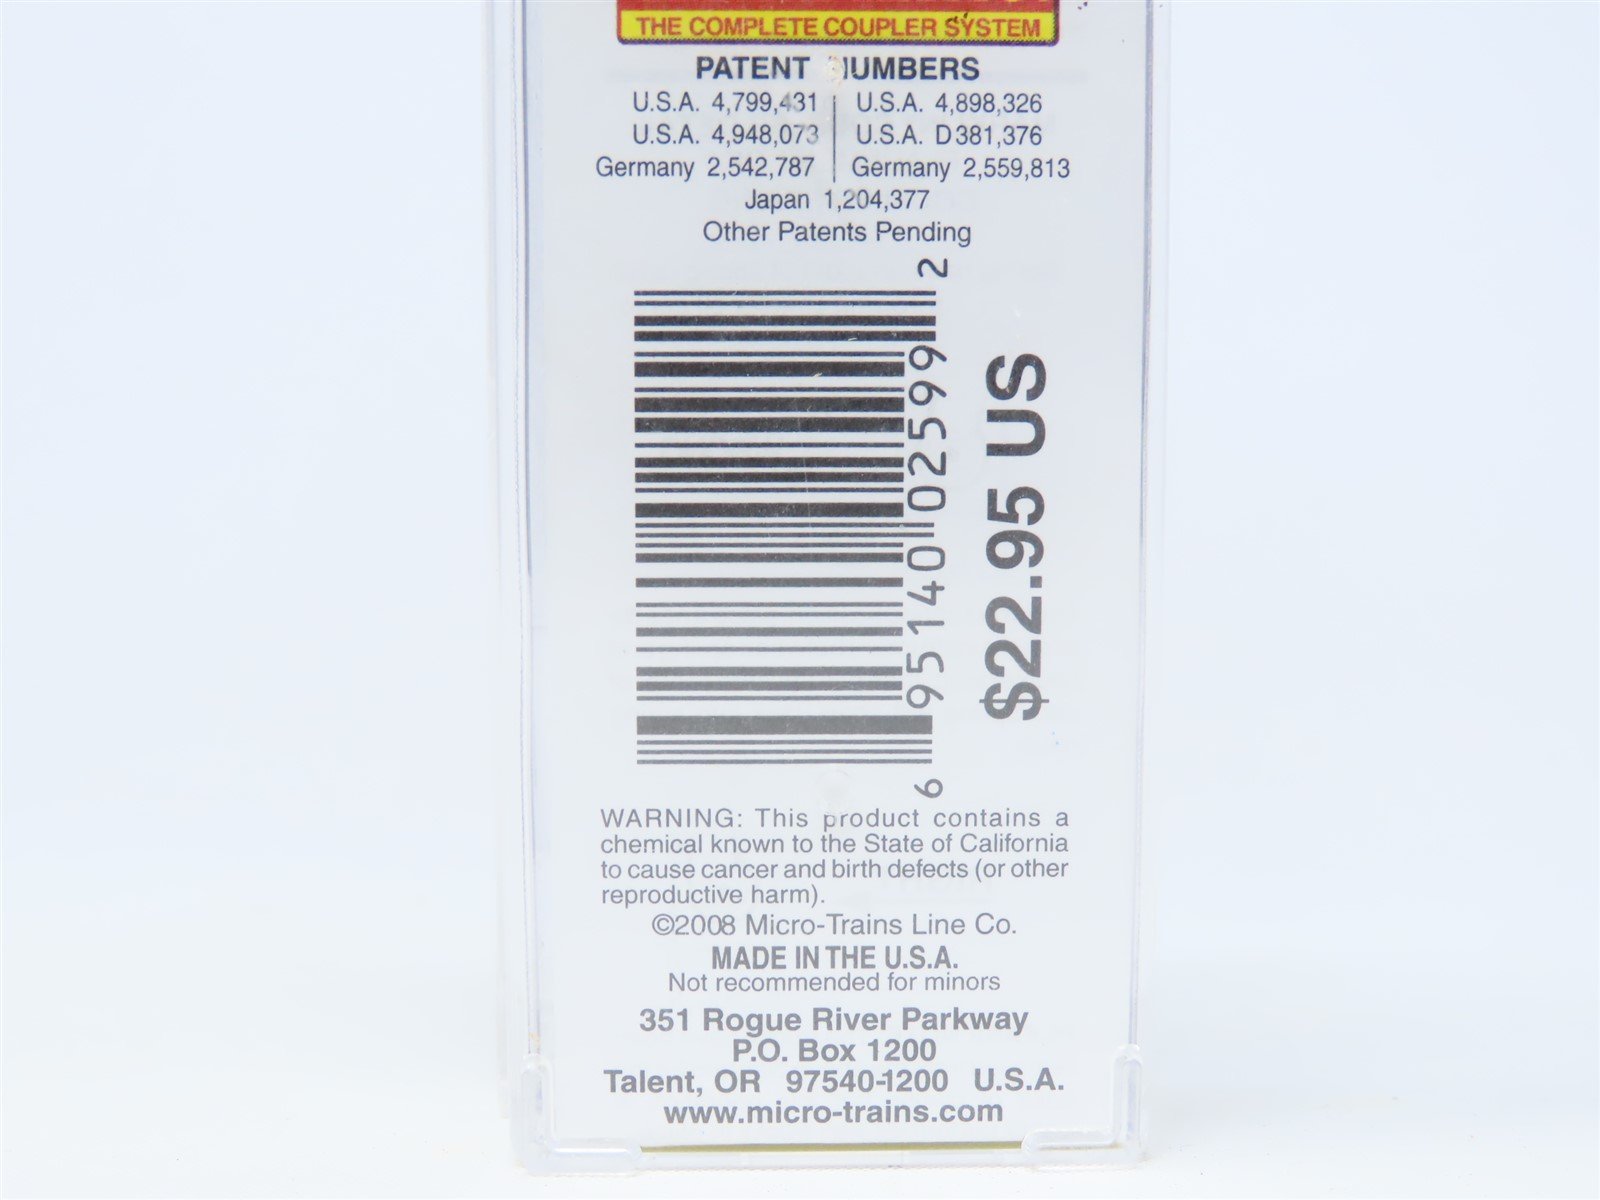 THE COMPLETE COUPLER SYSTEM
PATENT NUMBERS
U.S.A. 4,799,431 U.S.A. 4,898,326
U.S.A. 4,948,073 U.S.A. D381,376
Germany 2,542,787 Germany 2,559,813
Japan 1,204,377
Other Patents Pending
6 95140 02599 2
$22.95 US
WARNING: This product contains a
chemical known to the State of California
to cause cancer and birth defects (or other
reproductive harm).
©2008 Micro-Trains Line Co.
MADE IN THE U.S.A.
Not recommended for minors
351 Rogue River Parkway
P.O. Box 1200
Talent, OR 97540-1200 U.S.A.
www.micro-trains.com